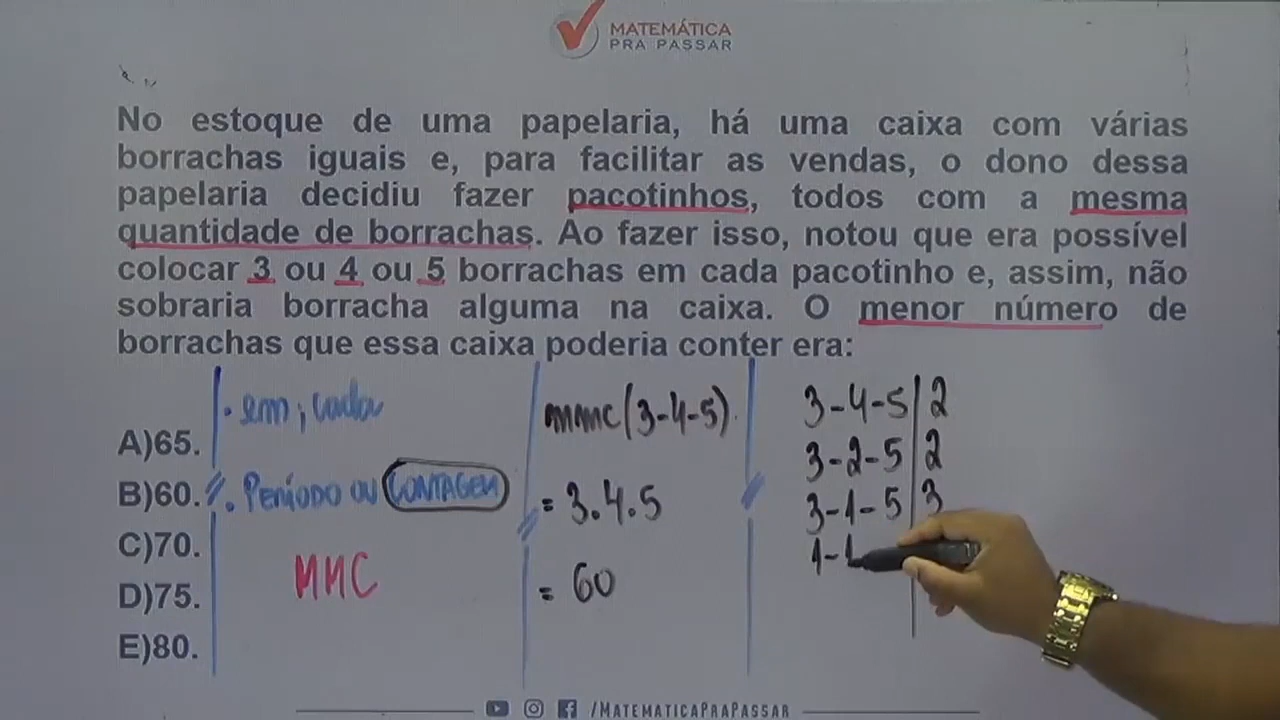 MATEMÁTICA
PRA PASSAR
No estoque de uma papelaria, há uma caixa com várias
borrachas iguais e, para facilitar as vendas, o dono dessa
papelaria decidiu fazer pacotinhos, todos com a mesma
quantidade de borrachas. Ao fazer isso, notou que era possível
colocar 3 ou 4 ou 5 borrachas em cada pacotinho e, assim, não
sobraria borracha alguma na caixa. O menor número de
borrachas que essa caixa poderia conter era:
A)65.
B)60.
C)70.
D)75.
E)80.
. em ; cada
. PERÍODO OU CONTAGEM
MMC
MMC(3-4-5)
= 3.4.5
= 60
3-4-5 | 2
3-2-5 | 2
3-1-5 | 3
1-1
/MATEMATICAPRAPASSAR